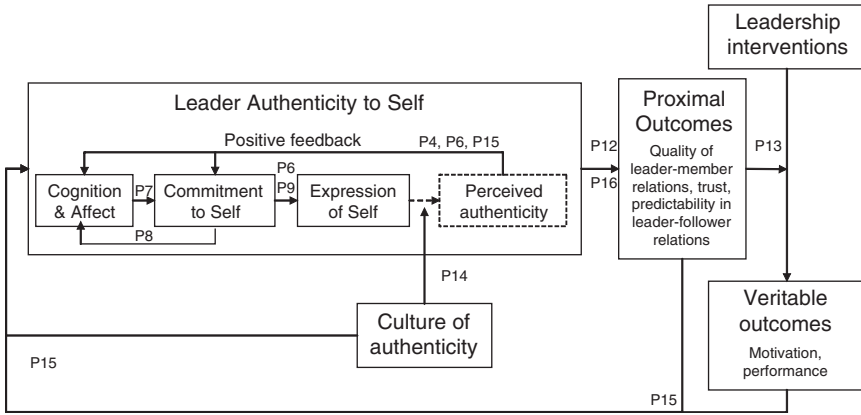 Leadership
interventions
Leader Authenticity to Self
Positive feedback
P4, P6, P15
Cognition
& Affect
P7
Commitment
to Self
P6
P9
Expression
of Self
Perceived
authenticity
P8
P12
P16
Proximal
Outcomes
Quality of
leader-member
relations, trust,
predictability in
leader-follower
relations
P13
P14
Culture of
authenticity
Veritable
outcomes
Motivation,
performance
P15
P15